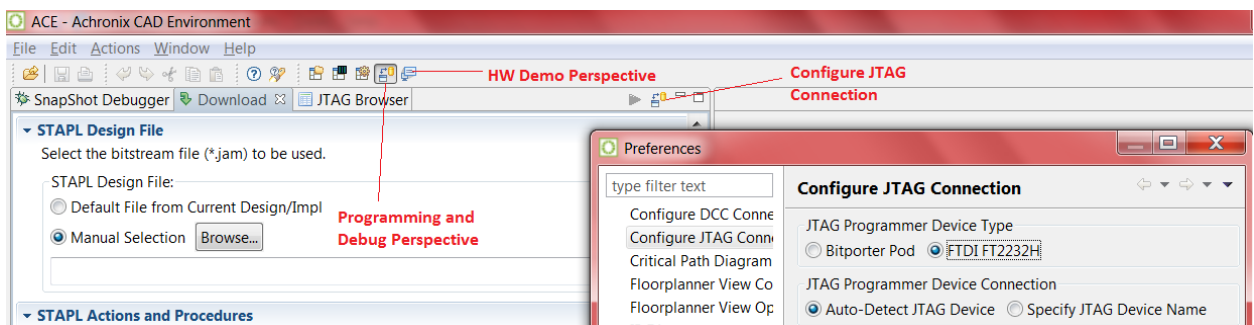 ACE - Achronix CAD Environment
File Edit Actions Window Help
HW Demo Perspective
Configure JTAG
Connection
SnapShot Debugger Download JTAG Browser
STAPL Design File
Select the bitstream file (*.jam) to be used.
STAPL Design File:
Default File from Current Design/Impl
Manual Selection Browse...
Programming and
Debug Perspective
STAPL Actions and Procedures
Preferences
type filter text
Configure DCC Conne
Configure JTAG Conn
Critical Path Diagram
Floorplanner View Co
Floorplanner View Op
Configure JTAG Connection
JTAG Programmer Device Type
Bitporter Pod FTDI FT2232H
JTAG Programmer Device Connection
Auto-Detect JTAG Device Specify JTAG Device Name